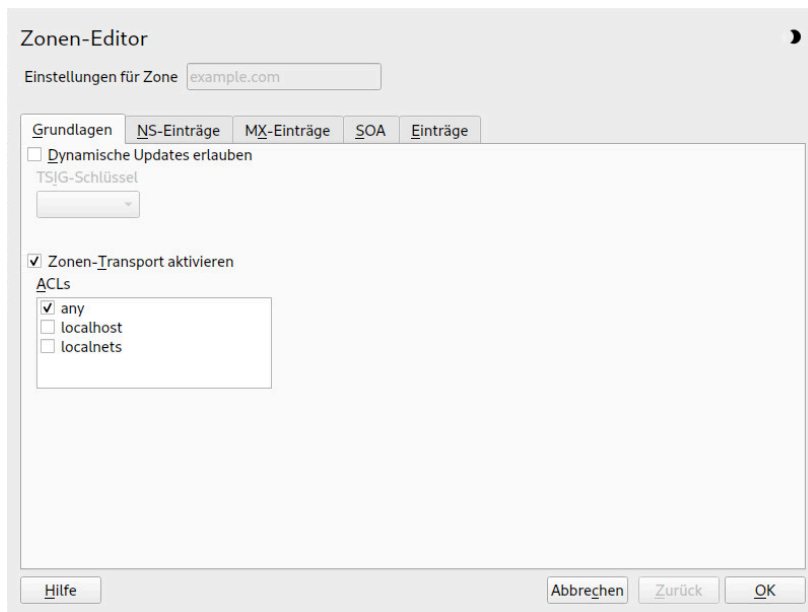 Zonen-Editor
Einstellungen für Zone example.com
Grundlagen NS-Einträge MX-Einträge SOA Einträge
Dynamische Updates erlauben
TSIG-Schlüssel
Zonen-Transport aktivieren
ACLs
any
localhost
localnets
Hilfe Abbrechen Zurück OK